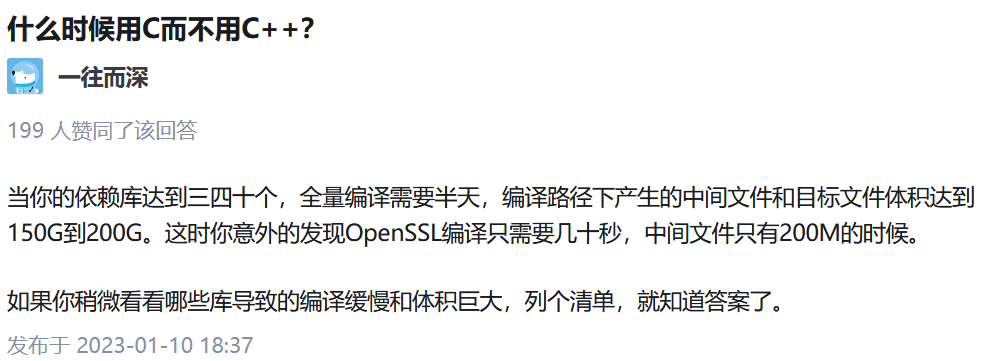 什么时候用C而不用C++？
一往而深
199 人赞同了该回答
当你的依赖库达到三四十个，全量编译需要半天，编译路径下产生的中间文件和目标文件体积达到
150G到200G。这时你意外的发现OpenSSL编译只需要几十秒，中间文件只有200M的时候。
如果你稍微看看哪些库导致的编译缓慢和体积巨大，列个清单，就知道答案了。
发布于 2023-01-10 18:37